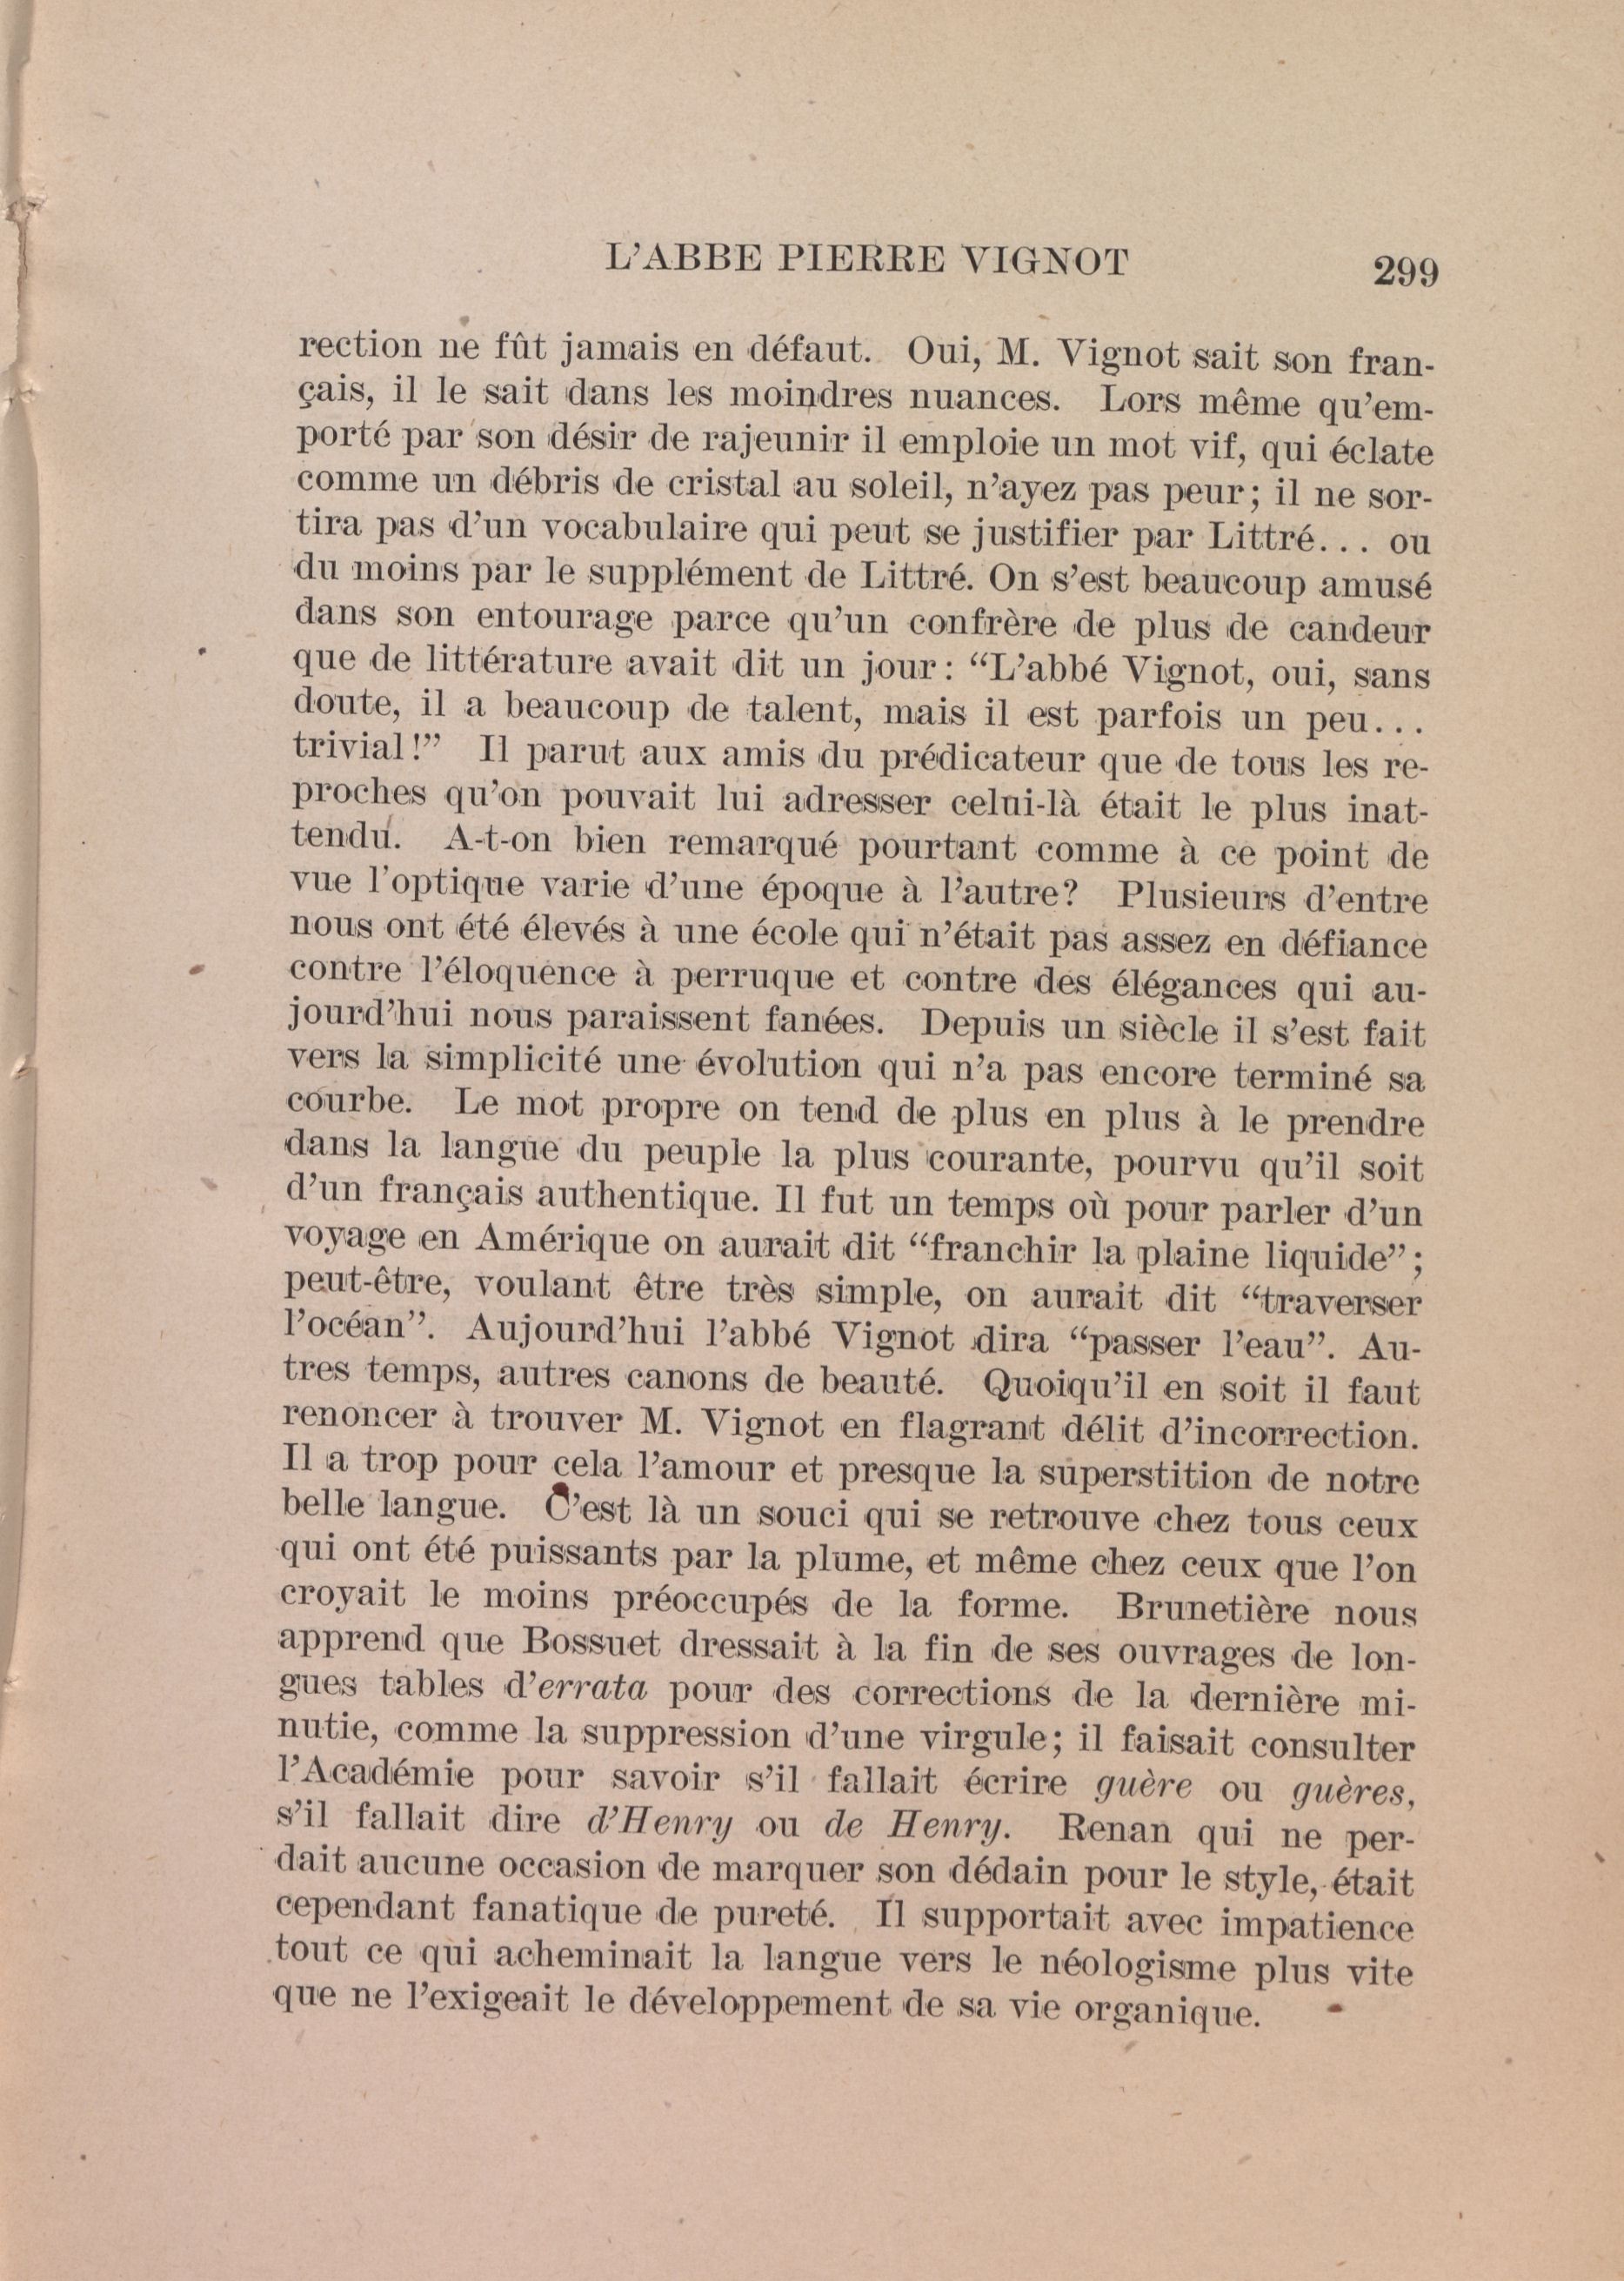 L'ABBE PIERRE VIGNOT 299
rection ne fût jamais en défaut. Oui, M. Vignot sait son fran-
çais, il le sait dans les moindres nuances. Lors même qu'em-
porté par son désir de rajeunir il emploie un mot vif, qui éclate
comme un débris de cristal au soleil, n'ayez pas peur; il ne sor-
tira pas d'un vocabulaire qui peut se justifier par Littré... ou
du moins par le supplément de Littré. On s'est beaucoup amusé
dans son entourage parce qu'un confrère de plus de candeur
que de littérature avait dit un jour: “L'abbé Vignot, oui, sans
doute, il a beaucoup de talent, mais il est parfois un peu...
trivial!” Il parut aux amis du prédicateur que de tous les re-
proches qu'on pouvait lui adresser celui-là était le plus inat-
tendu. A-t-on bien remarqué pourtant comme à ce point de
vue l'optique varie d'une époque à l'autre? Plusieurs d'entre
nous ont été élevés à une école qui n'était pas assez en défiance
contre l'éloquence à perruque et contre des élégances qui au-
jourd'hui nous paraissent fanées. Depuis un siècle il s'est fait
vers la simplicité une évolution qui n'a pas encore terminé sa
courbe. Le mot propre on tend de plus en plus à le prendre
dans la langue du peuple la plus courante, pourvu qu'il soit
d'un français authentique. Il fut un temps où pour parler d'un
voyage en Amérique on aurait dit “franchir la plaine liquide”;
peut-être, voulant être très simple, on aurait dit “traverser
l'océan”. Aujourd'hui l'abbé Vignot dira “passer l'eau”. Au-
tres temps, autres canons de beauté. Quoiqu'il en soit il faut
renoncer à trouver M. Vignot en flagrant délit d'incorrection.
Il a trop pour cela l'amour et presque la superstition de notre
belle langue. C'est là un souci qui se retrouve chez tous ceux
qui ont été puissants par la plume, et même chez ceux que l'on
croyait le moins préoccupés de la forme. Brunetière nous
apprend que Bossuet dressait à la fin de ses ouvrages de lon-
gues tables d'errata pour des corrections de la dernière mi-
nutie, comme la suppression d'une virgule; il faisait consulter
l'Académie pour savoir s'il fallait écrire guère ou guères,
s'il fallait dire d'Henry ou de Henry. Renan qui ne per-
dait aucune occasion de marquer son dédain pour le style, était
cependant fanatique de pureté. Il supportait avec impatience
tout ce qui acheminait la langue vers le néologisme plus vite
que ne l'exigeait le développement de sa vie organique.